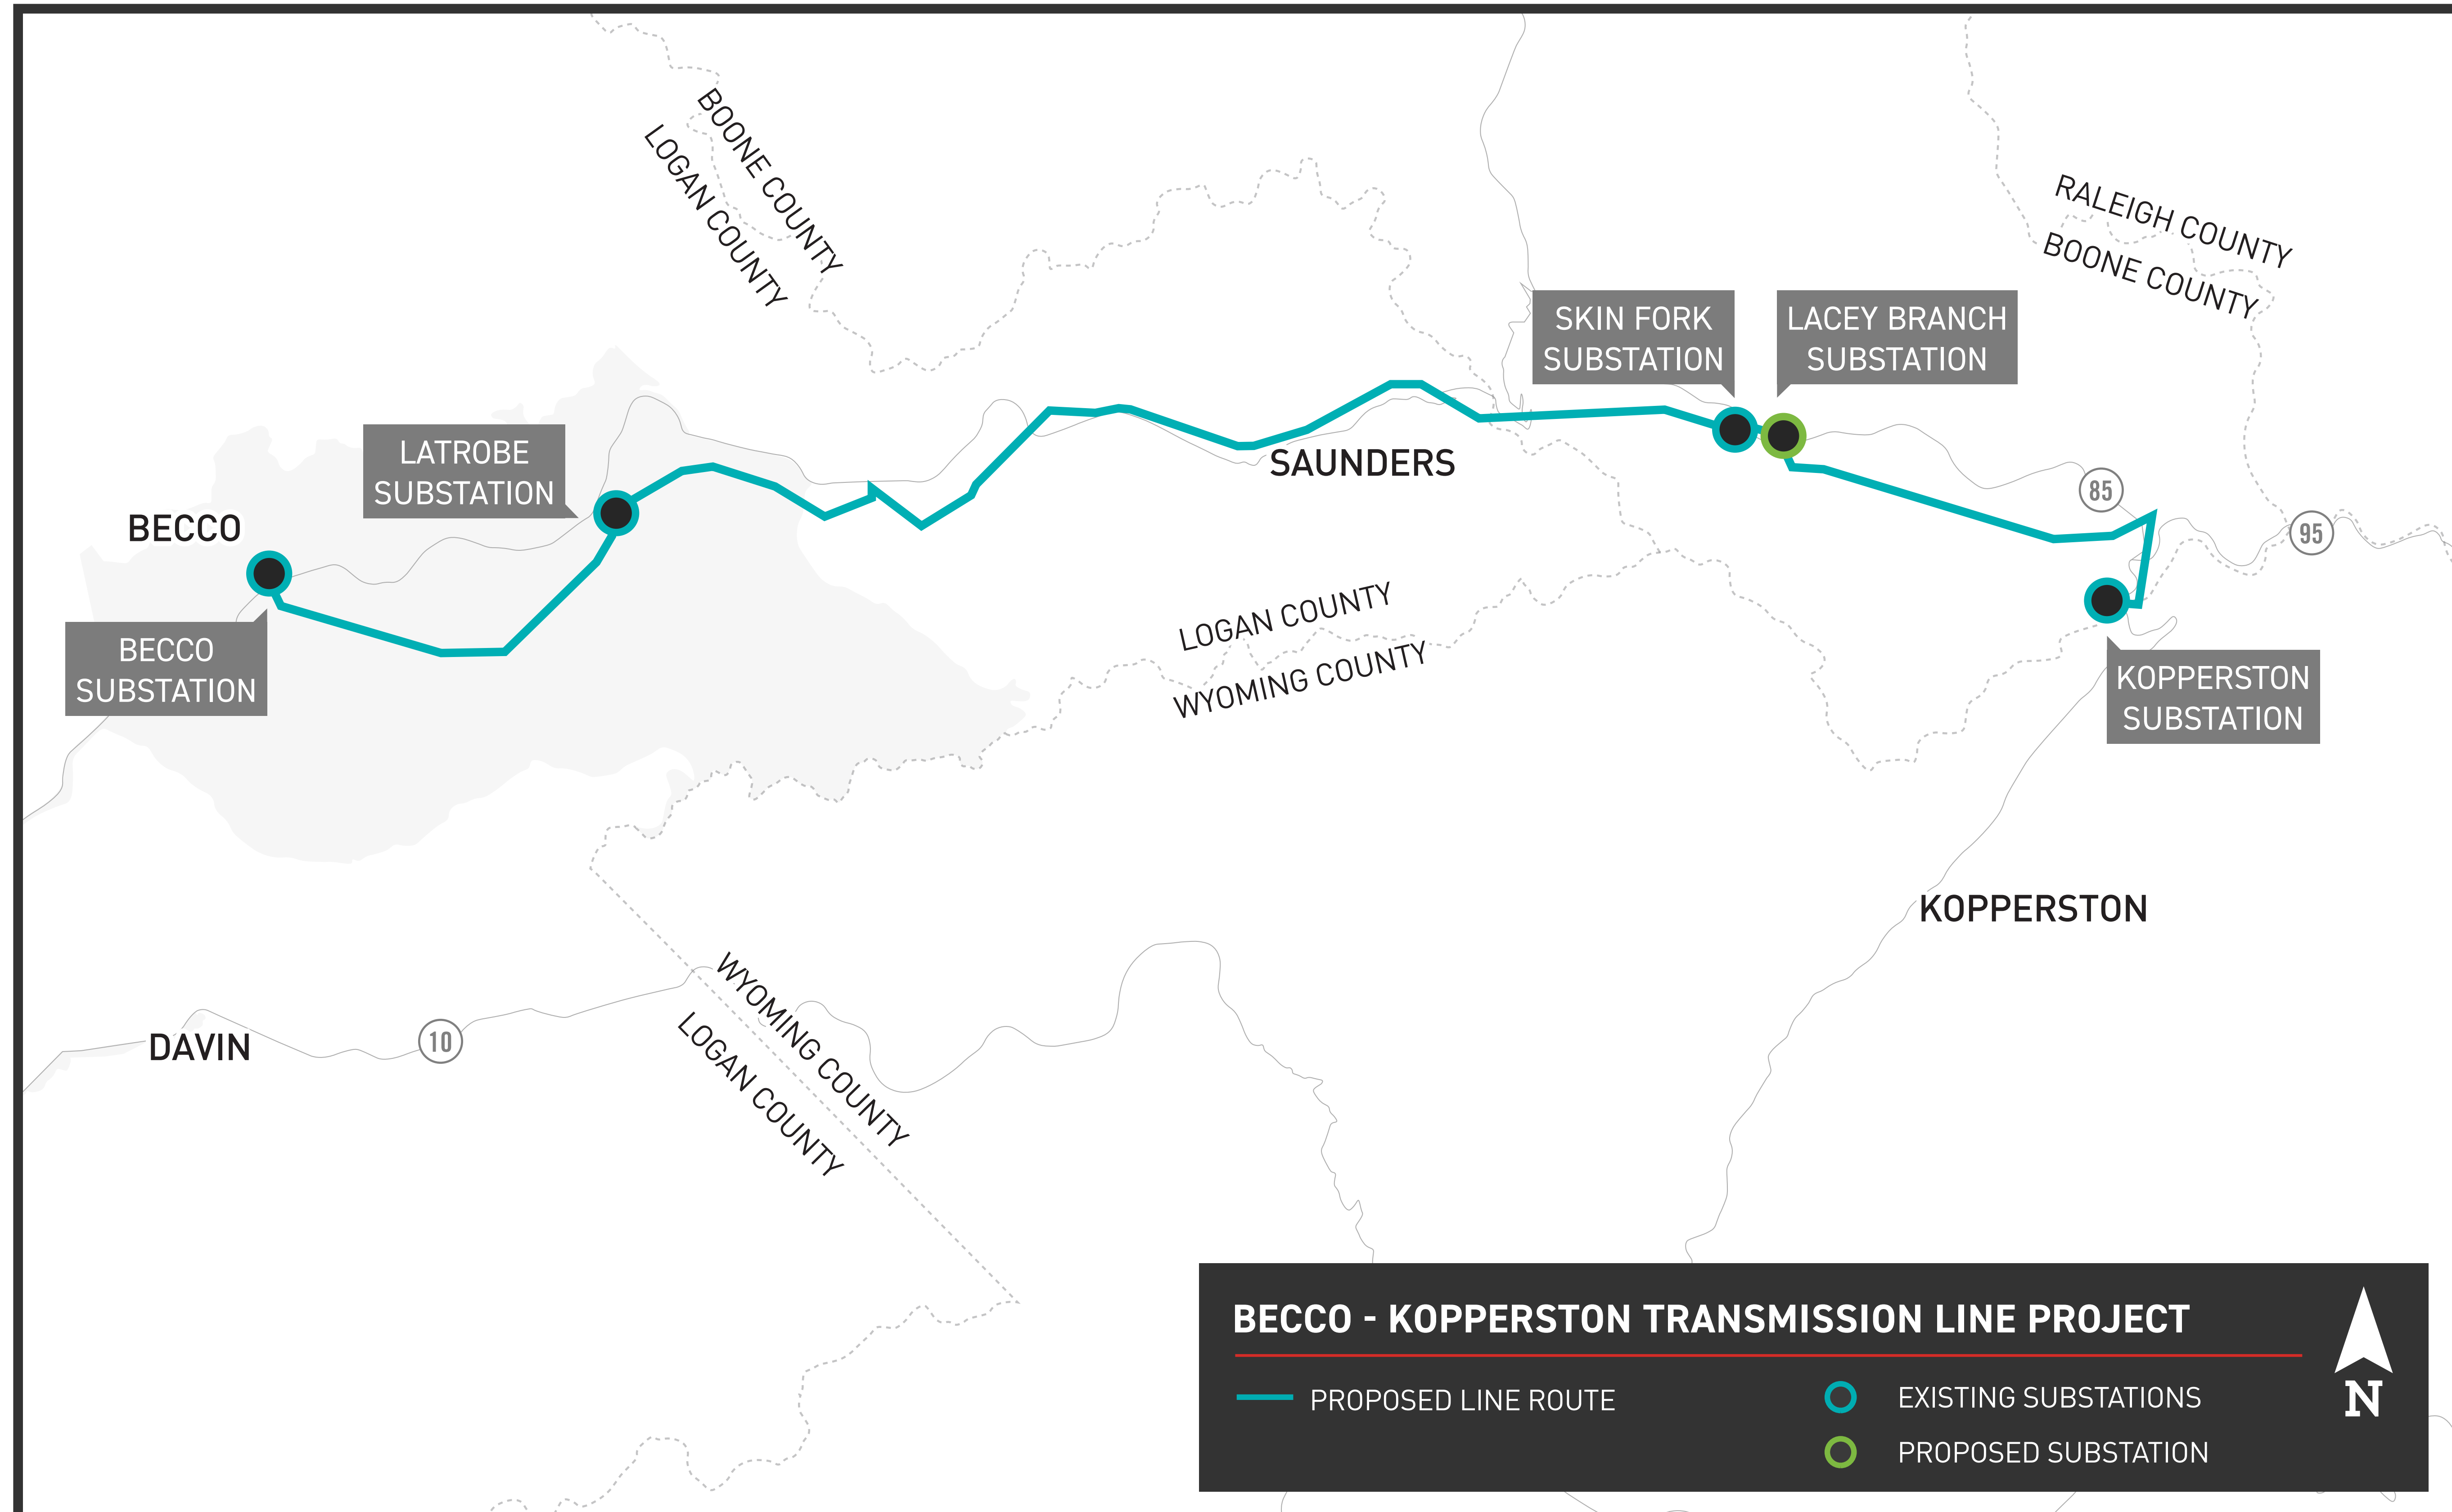 BOONE COUNTY
LOGAN COUNTY
RALEIGH COUNTY
BOONE COUNTY
SKIN FORK
SUBSTATION
LACEY BRANCH
SUBSTATION
LATROBE
SUBSTATION
SAUNDERS
85
95
BECCO
BECCO
SUBSTATION
LOGAN COUNTY
WYOMING COUNTY
KOPPERSTON
SUBSTATION
KOPPERSTON
DAVIN
10
WYOMING COUNTY
LOGAN COUNTY
BECCO - KOPPERSTON TRANSMISSION LINE PROJECT
PROPOSED LINE ROUTE
EXISTING SUBSTATIONS
PROPOSED SUBSTATION
N